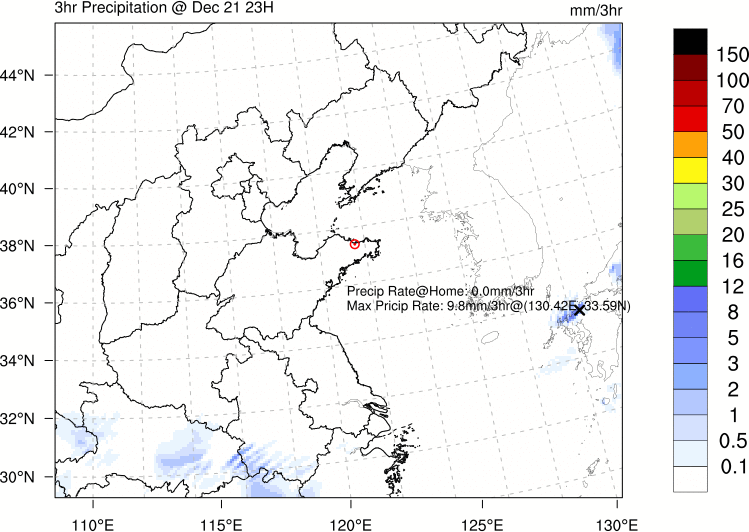 3hr Precipitation @ Dec 21 23H
mm/3hr
44°N
42°N
40°N
38°N
36°N
34°N
32°N
30°N
Precip Rate@Home: 0.0mm/3hr
Max Pricip Rate: 9.8mm/3hr@(130.42E, 33.59N)
110°E
115°E
120°E
125°E
130°E
150
100
70
50
40
30
25
20
16
12
8
5
3
2
1
0.5
0.1